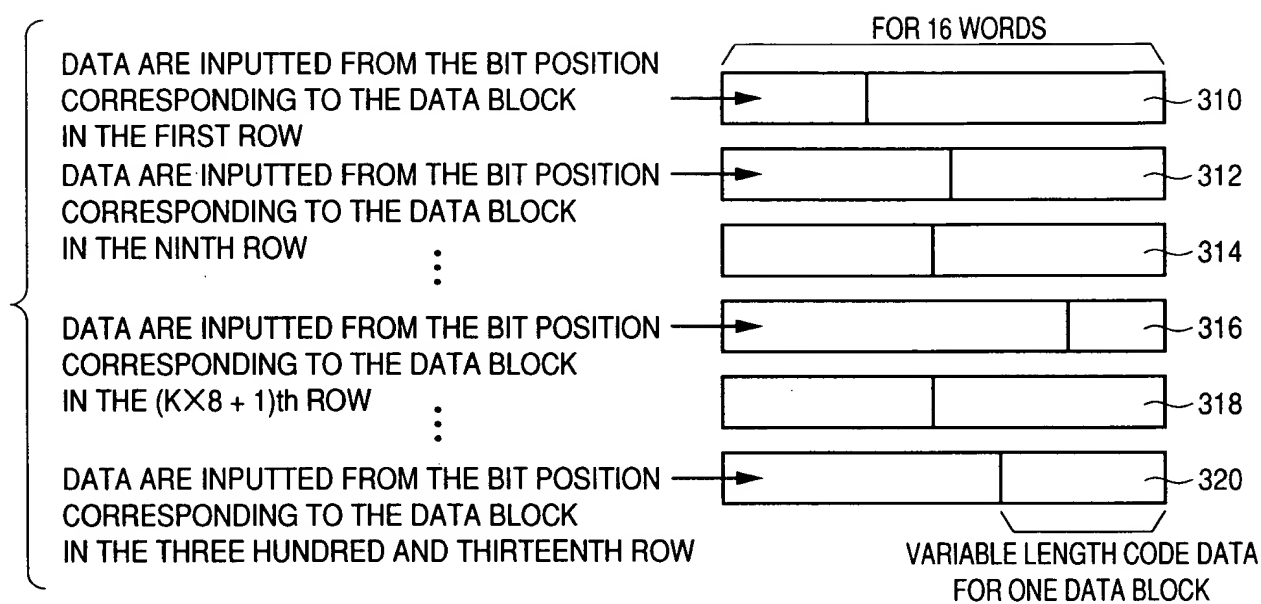 FOR 16 WORDS
DATA ARE INPUTTED FROM THE BIT POSITION
CORRESPONDING TO THE DATA BLOCK
IN THE FIRST ROW
310
DATA ARE INPUTTED FROM THE BIT POSITION
CORRESPONDING TO THE DATA BLOCK
IN THE NINTH ROW
312
314
DATA ARE INPUTTED FROM THE BIT POSITION
CORRESPONDING TO THE DATA BLOCK
IN THE (K×8 + 1)th ROW
316
318
DATA ARE INPUTTED FROM THE BIT POSITION
CORRESPONDING TO THE DATA BLOCK
IN THE THREE HUNDRED AND THIRTEENTH ROW
320
VARIABLE LENGTH CODE DATA
FOR ONE DATA BLOCK